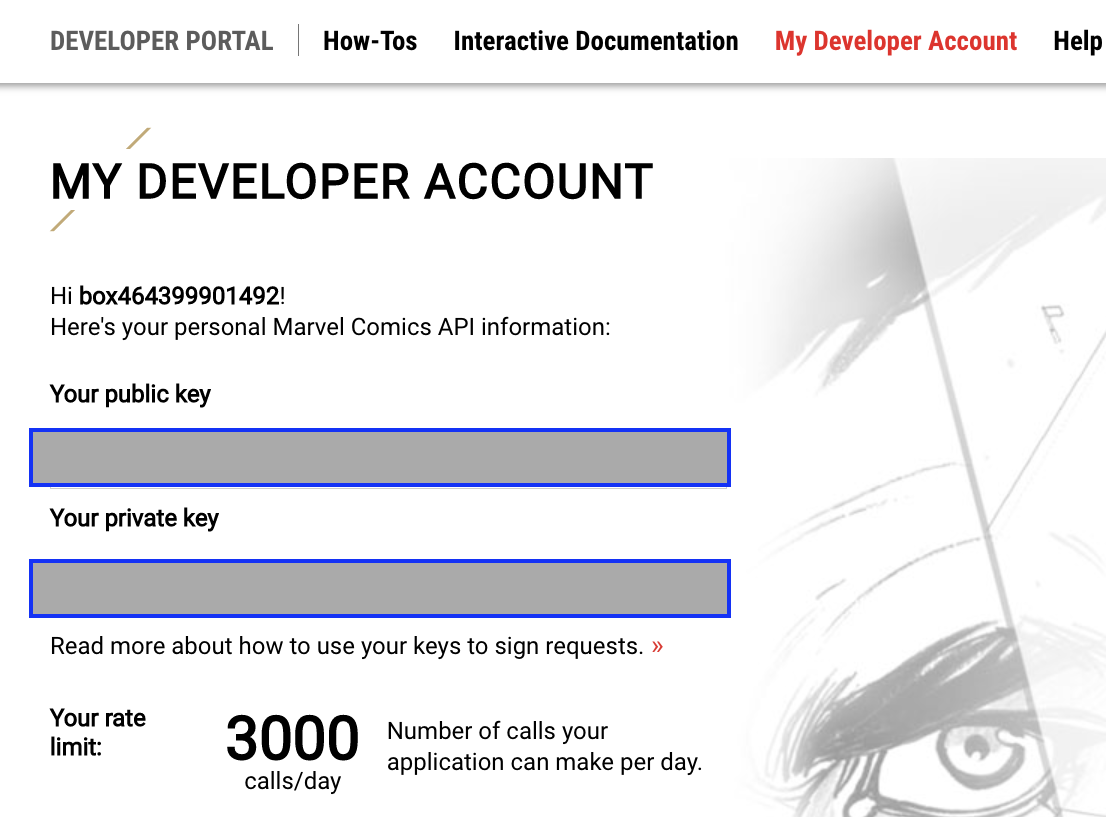 DEVELOPER PORTAL How-Tos Interactive Documentation My Developer Account Help
MY DEVELOPER ACCOUNT
Hi box464399901492!
Here's your personal Marvel Comics API information:
Your public key
Your private key
Read more about how to use your keys to sign requests. »
Your rate
limit:
3000
calls/day
Number of calls your
application can make per day.